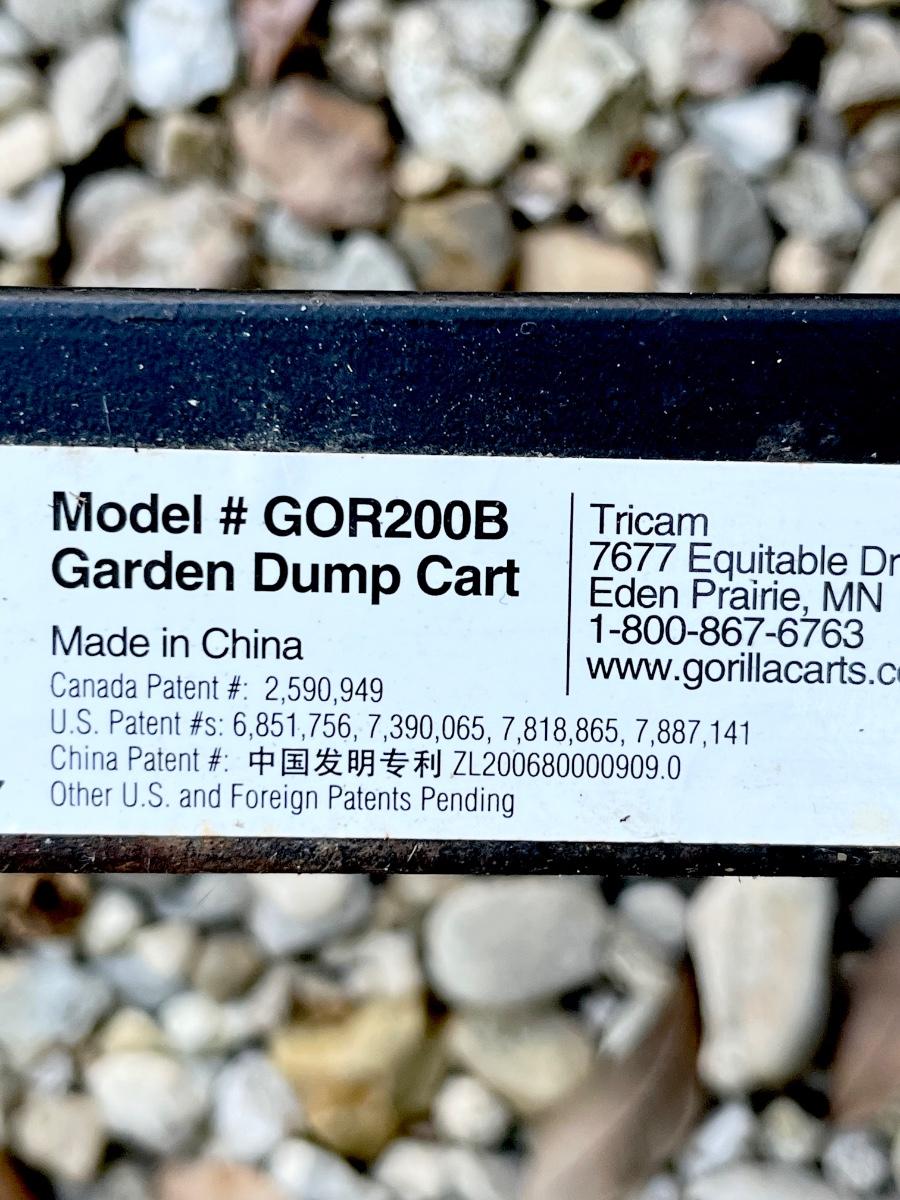 Model # GOR200B
Garden Dump Cart
Made in China
Canada Patent #: 2,590,949
U.S. Patent #s: 6,851,756, 7,390,065, 7,818,865, 7,887,141
China Patent #: 中国发明专利 ZL200680000909.0
Other U.S. and Foreign Patents Pending
Tricam
7677 Equitable Dr
Eden Prairie, MN
1-800-867-6763
www.gorillacarts.c